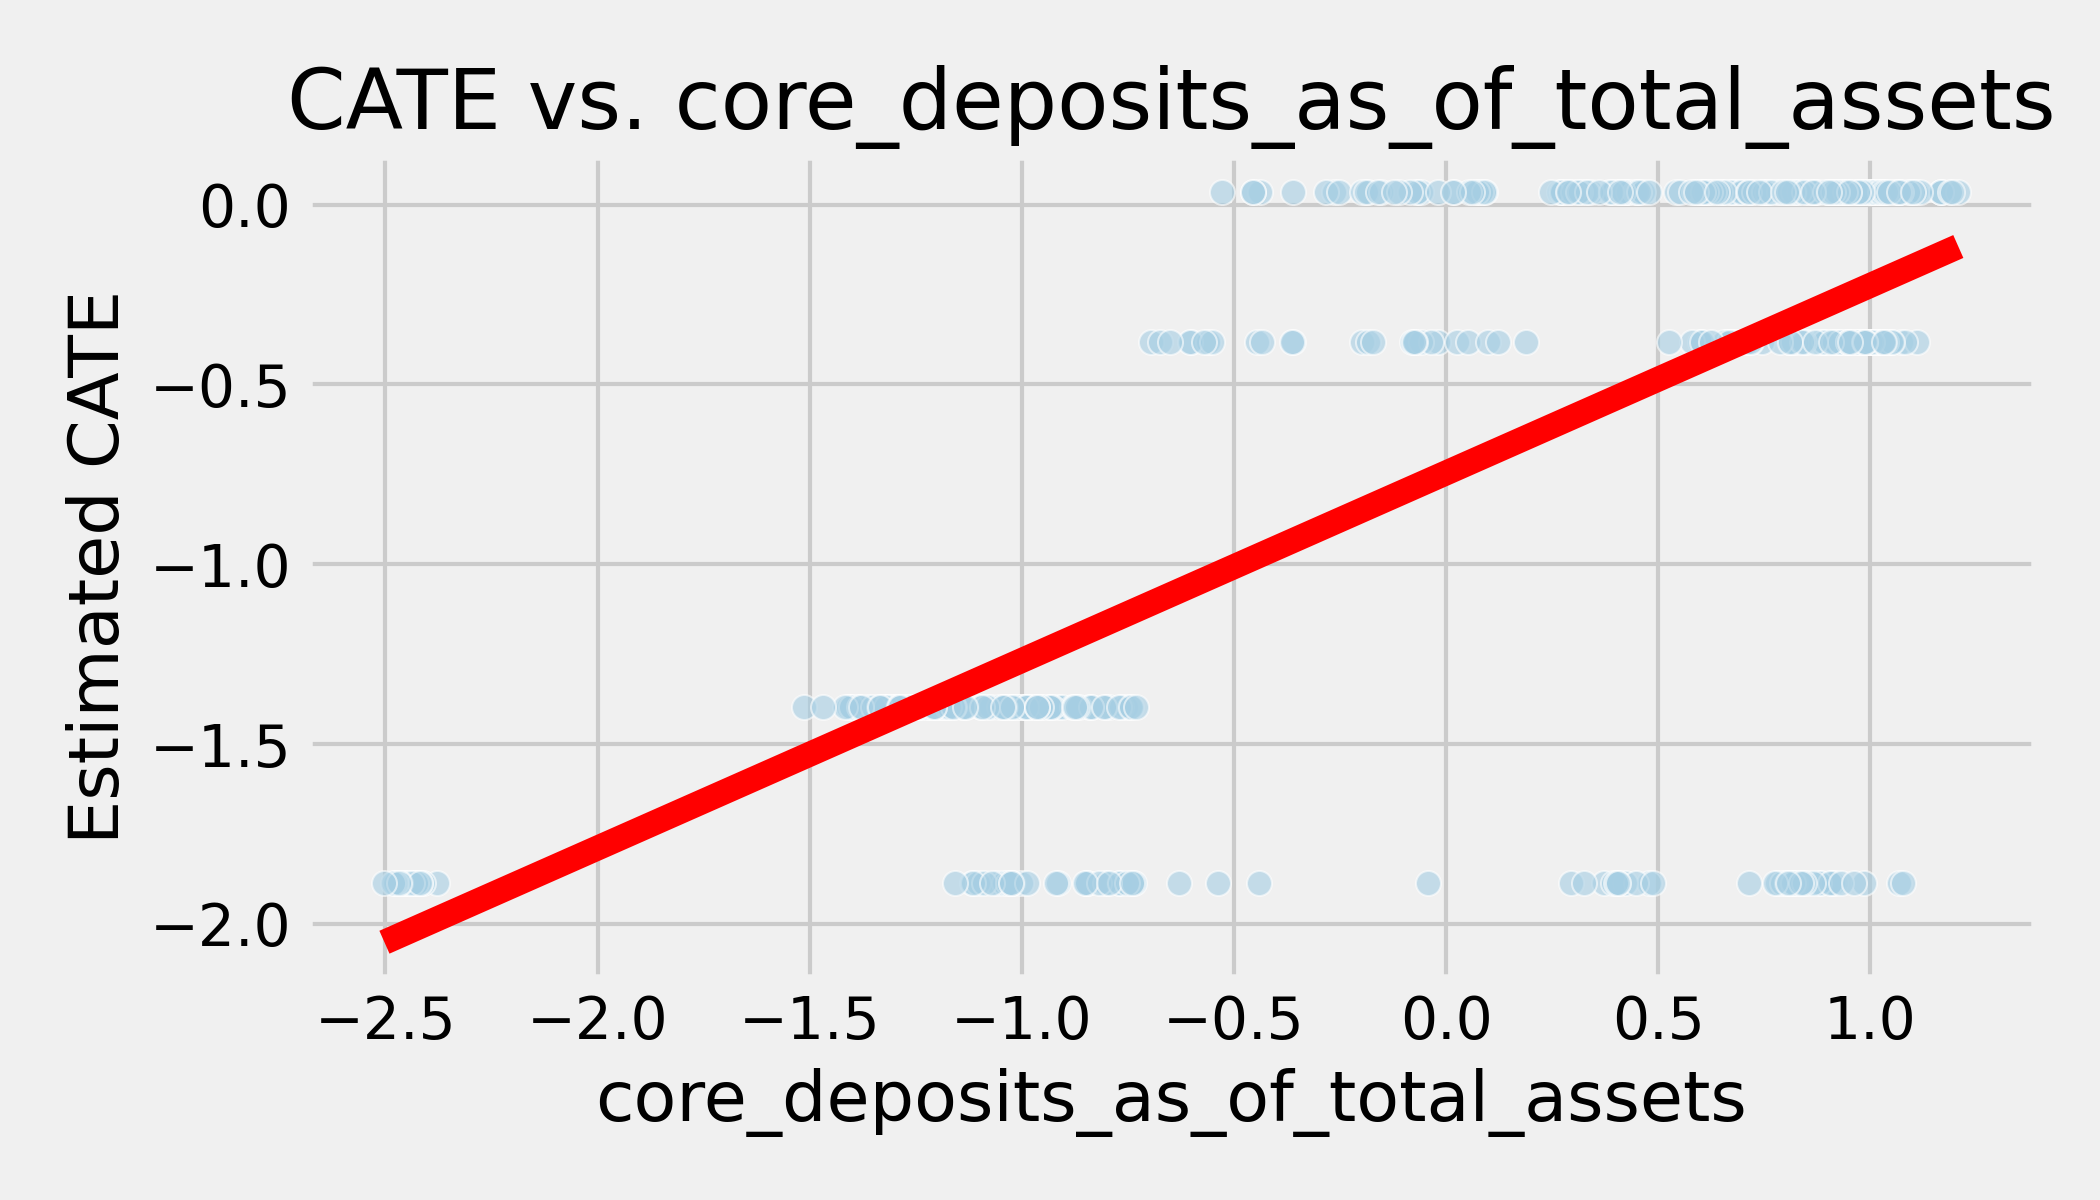 CATE vs. core_deposits_as_of_total_assets
Estimated CATE
0.0
−0.5
−1.0
−1.5
−2.0
−2.5 −2.0 −1.5 −1.0 −0.5 0.0 0.5 1.0
core_deposits_as_of_total_assets